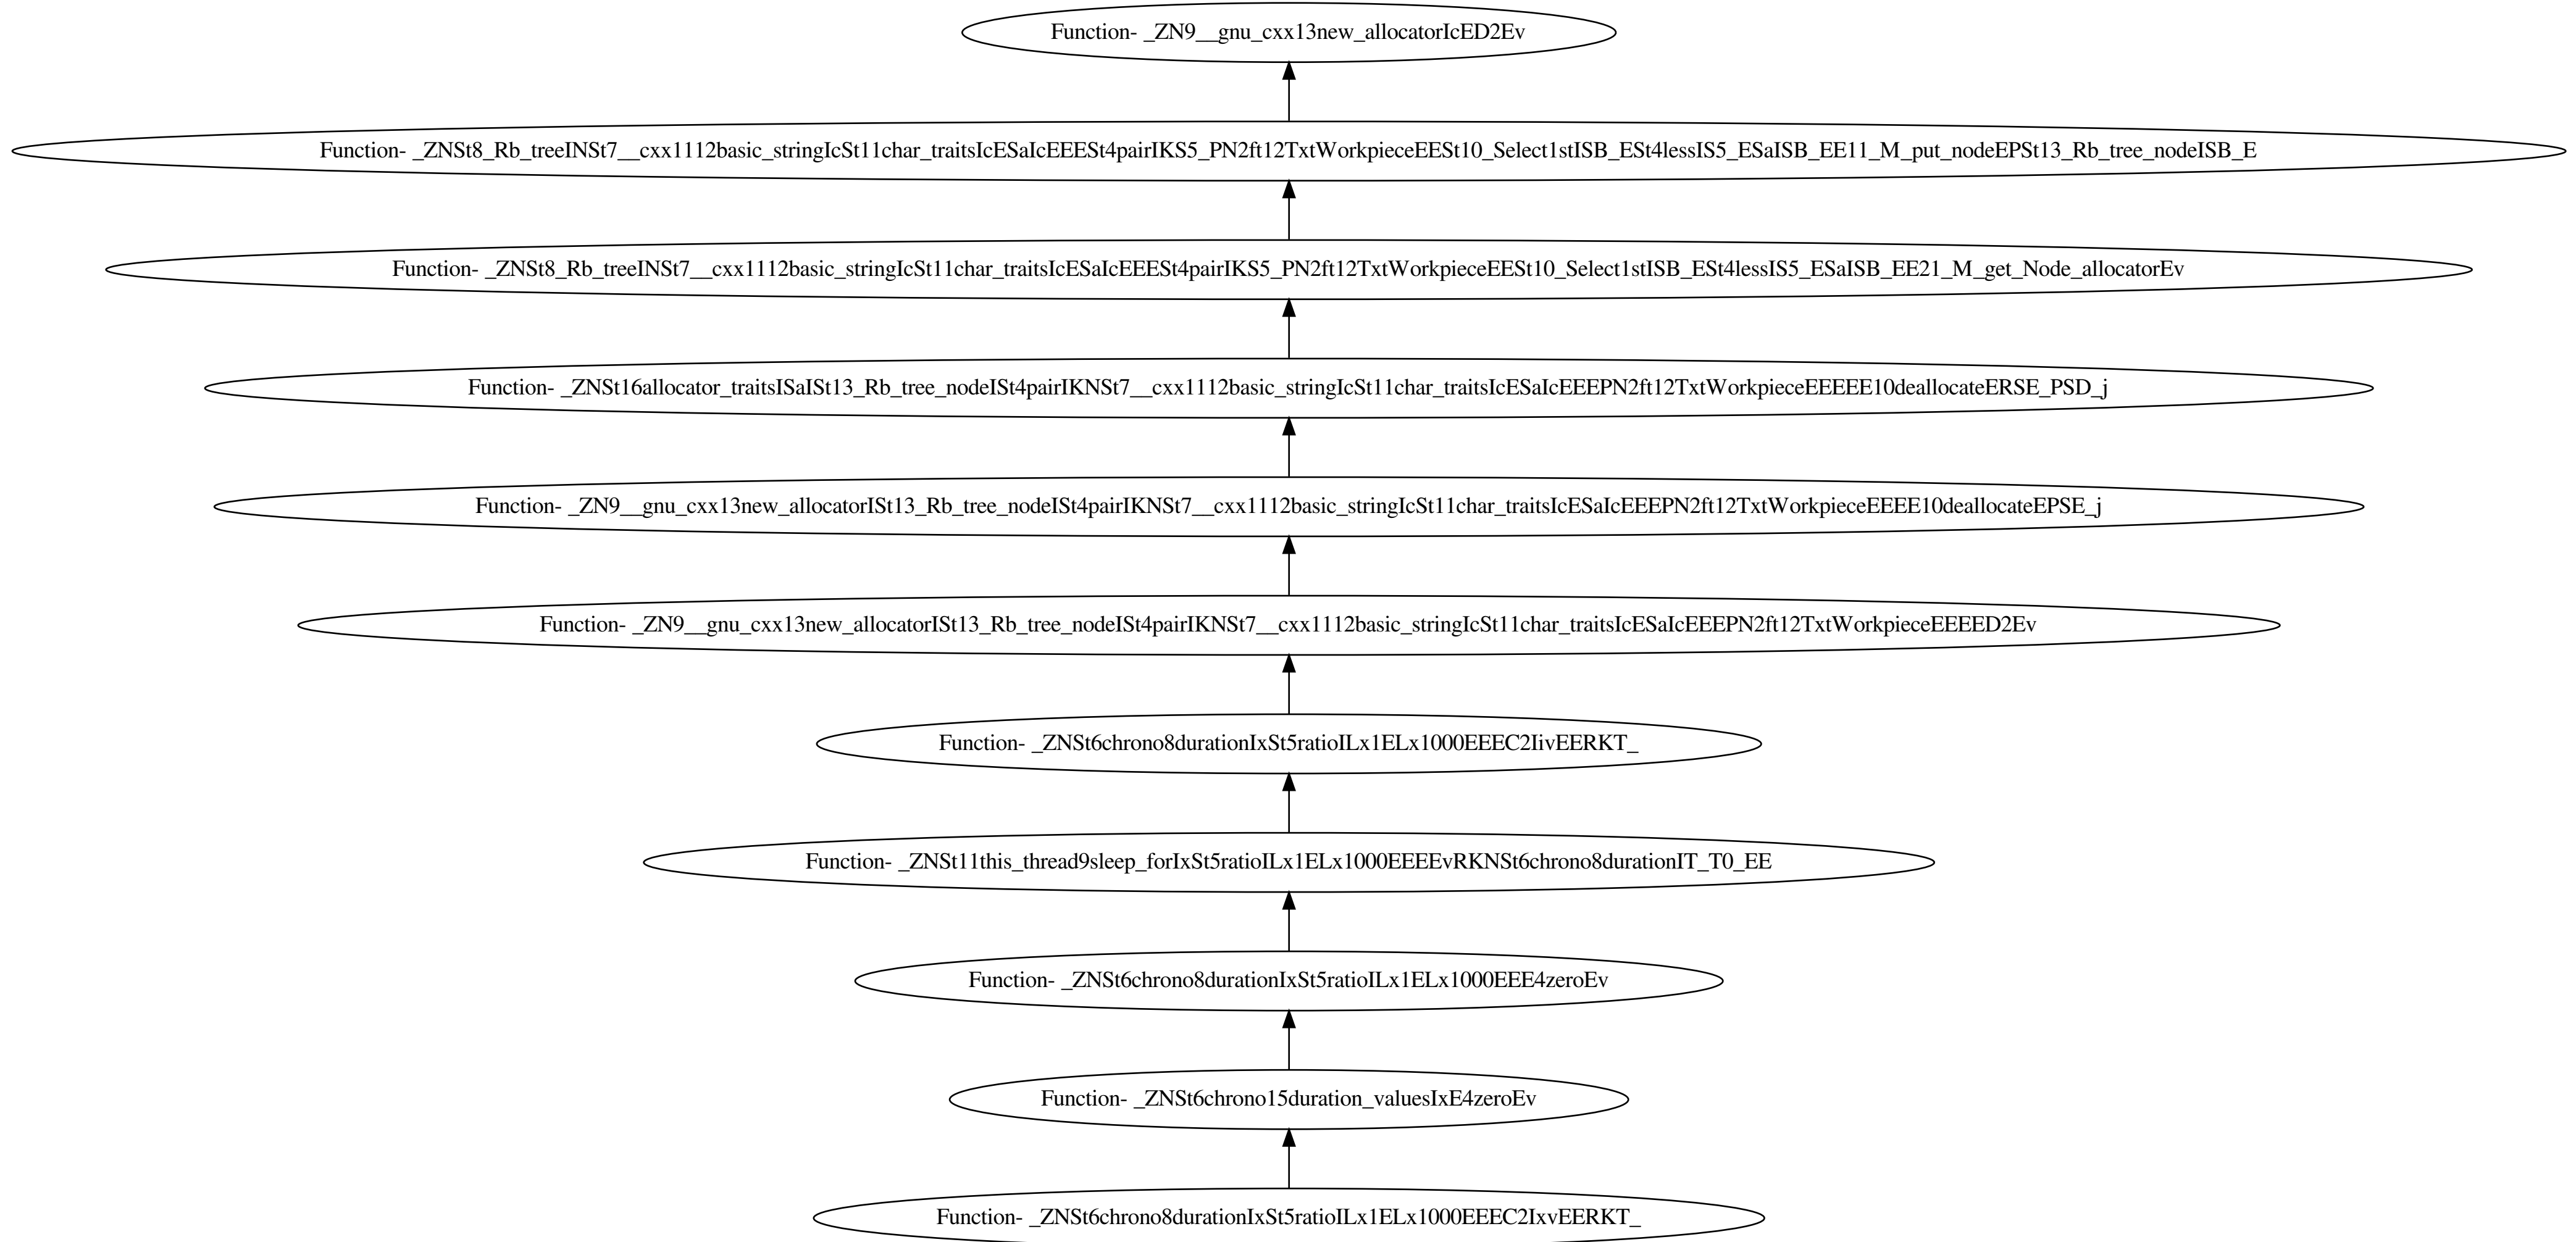 Function- _ZN9__gnu_cxx13new_allocatorIcED2Ev
Function- _ZNSt8_Rb_treeINSt7__cxx1112basic_stringIcSt11char_traitsIcESaIcEEESt4pairIKS5_PN2ft12TxtWorkpieceEESt10_Select1stISB_ESt4lessIS5_ESaISB_EE11_M_put_nodeEPSt13_Rb_tree_nodeISB_E
Function- _ZNSt8_Rb_treeINSt7__cxx1112basic_stringIcSt11char_traitsIcESaIcEEESt4pairIKS5_PN2ft12TxtWorkpieceEESt10_Select1stISB_ESt4lessIS5_ESaISB_EE21_M_get_Node_allocatorEv
Function- _ZNSt16allocator_traitsISaISt13_Rb_tree_nodeISt4pairIKNSt7__cxx1112basic_stringIcSt11char_traitsIcESaIcEEEPN2ft12TxtWorkpieceEEEEE10deallocateERSE_PSD_j
Function- _ZN9__gnu_cxx13new_allocatorISt13_Rb_tree_nodeISt4pairIKNSt7__cxx1112basic_stringIcSt11char_traitsIcESaIcEEEPN2ft12TxtWorkpieceEEEE10deallocateEPSE_j
Function- _ZN9__gnu_cxx13new_allocatorISt13_Rb_tree_nodeISt4pairIKNSt7__cxx1112basic_stringIcSt11char_traitsIcESaIcEEEPN2ft12TxtWorkpieceEEEED2Ev
Function- _ZNSt6chrono8durationIxSt5ratioILx1ELx1000EEEC2IivEERKT_
Function- _ZNSt11this_thread9sleep_forIxSt5ratioILx1ELx1000EEEEvRKNSt6chrono8durationIT_T0_EE
Function- _ZNSt6chrono8durationIxSt5ratioILx1ELx1000EEE4zeroEv
Function- _ZNSt6chrono15duration_valuesIxE4zeroEv
Function- _ZNSt6chrono8durationIxSt5ratioILx1ELx1000EEEC2IxvEERKT_